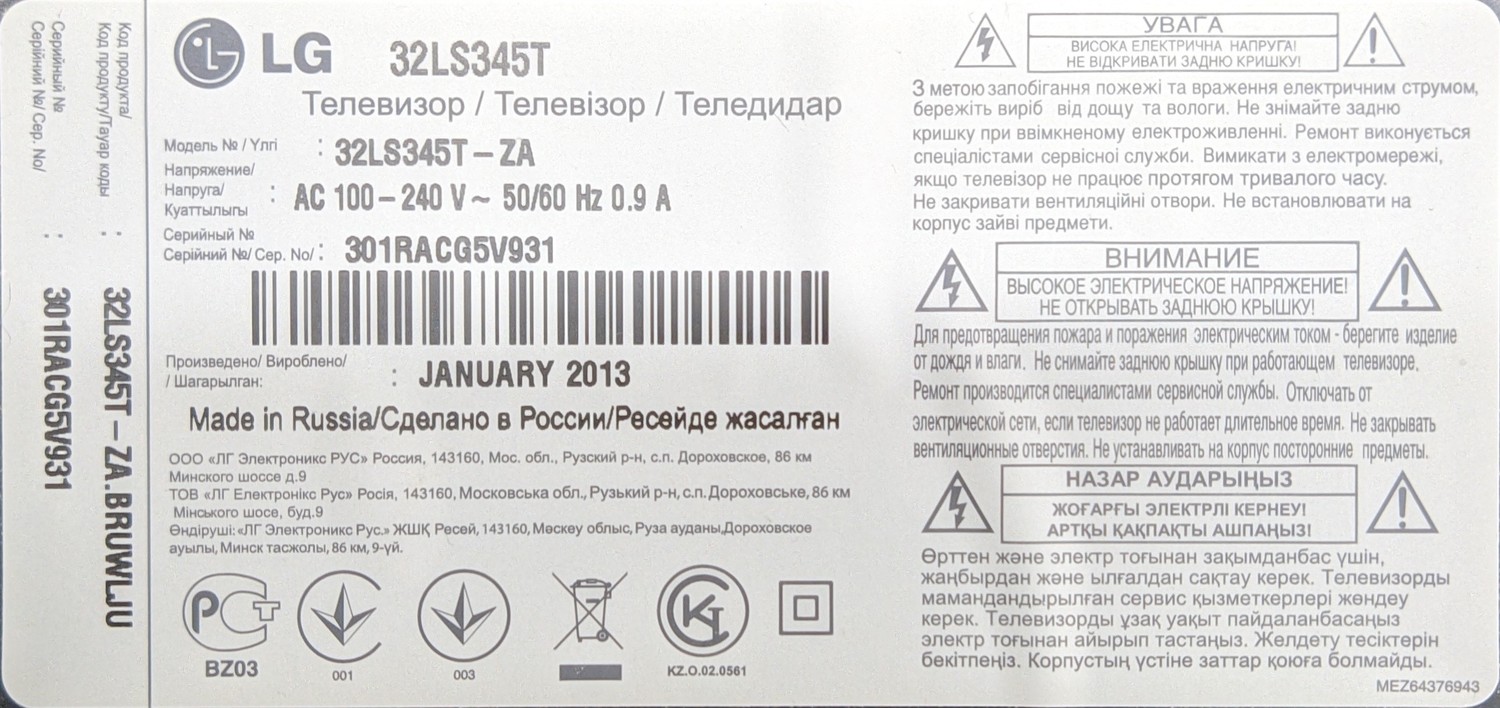 Код продукта/
Код продукту/Тауар коды : 32LS345T – ZA.BRUWLJU
Серийный №
Серійний №/ Сер. No/ : 301RACG5V931
LG 32LS345T
Телевизор / Телевізор / Теледидар
Модель № / Үлгі : 32LS345T – ZA
Напряжение/
Напруга/ : AC 100 – 240 V ~ 50/60 Hz 0.9 A
Куаттылыгы
Серийный №
Серійний №/ Сер. No/ : 301RACG5V931
Произведено/ Вироблено/
/ Шагарылган: : JANUARY 2013
Made in Russia/Сделано в России/Ресейде жасалған
ООО «ЛГ Электроникс РУС» Россия, 143160, Мос. обл., Рузский р-н, с.п. Дороховское, 86 км
Минского шоссе д.9
ТОВ «ЛГ Електронікс Рус» Росія, 143160, Московська обл., Рузький р-н, с.п. Дороховське, 86 км
Мінського шосе, буд.9
Өндіруші: «ЛГ Электроникс Рус.» ЖШҚ Ресей, 143160, Мәскеу облыс, Руза ауданы,Дороховское
ауылы, Минск тасжолы, 86 км, 9-үй.
РСТ
BZ03
001
003
KZ.O.02.0561
УВАГА
ВИСОКА ЕЛЕКТРИЧНА НАПРУГА!
НЕ ВІДКРИВАТИ ЗАДНЮ КРИШКУ!
З метою запобігання пожежі та враження електричним струмом,
бережіть виріб від дощу та вологи. Не знімайте задню
кришку при ввімкненому електроживленні. Ремонт виконується
спеціалістами сервісної служби. Вимикати з електромережі,
якщо телевізор не працює протягом тривалого часу.
Не закривати вентиляційні отвори. Не встановлювати на
корпус зайві предмети.
ВНИМАНИЕ
ВЫСОКОЕ ЭЛЕКТРИЧЕСКОЕ НАПРЯЖЕНИЕ!
НЕ ОТКРЫВАТЬ ЗАДНЮЮ КРЫШКУ!
Для предотвращения пожара и поражения электрическим током - берегите изделие
от дождя и влаги. Не снимайте заднюю крышку при работающем телевизоре.
Ремонт производится специалистами сервисной службы. Отключать от
электрической сети, если телевизор не работает длительное время. Не закрывать
вентиляционные отверстия. Не устанавливать на корпус посторонние предметы.
НАЗАР АУДАРЫҢЫЗ
ЖОҒАРҒЫ ЭЛЕКТРЛІ КЕРНЕУ!
АРТҚЫ ҚАҚПАҚТЫ АШПАҢЫЗ!
Өрттен және электр тоғынан зақымданбас үшін,
жаңбырдан және ылғалдан сақтау керек. Телевизорды
мамандандырылған сервис қызметкерлері жөндеу
керек. Телевизорды ұзақ уақыт пайдаланбасаңыз
электр тоғынан айырып тастаңыз. Желдету тесіктерін
бекітпеңіз. Корпустың үстіне заттар қоюға болмайды.
MEZ64376943